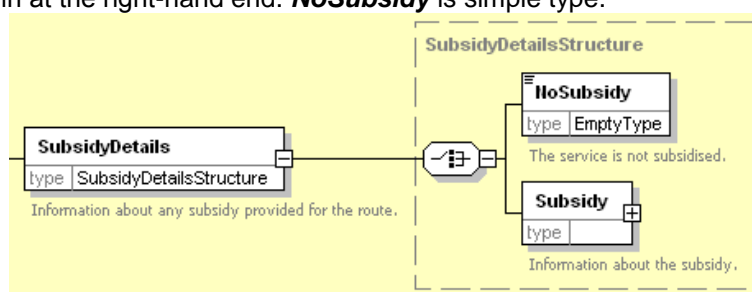 n at the right-hand end. NoSubsidy is simple type.
SubsidyDetailsStructure
NoSubsidy
type EmptyType
The service is not subsidised.
SubsidyDetails
type SubsidyDetailsStructure
Information about any subsidy provided for the route.
Subsidy
type
Information about the subsidy.